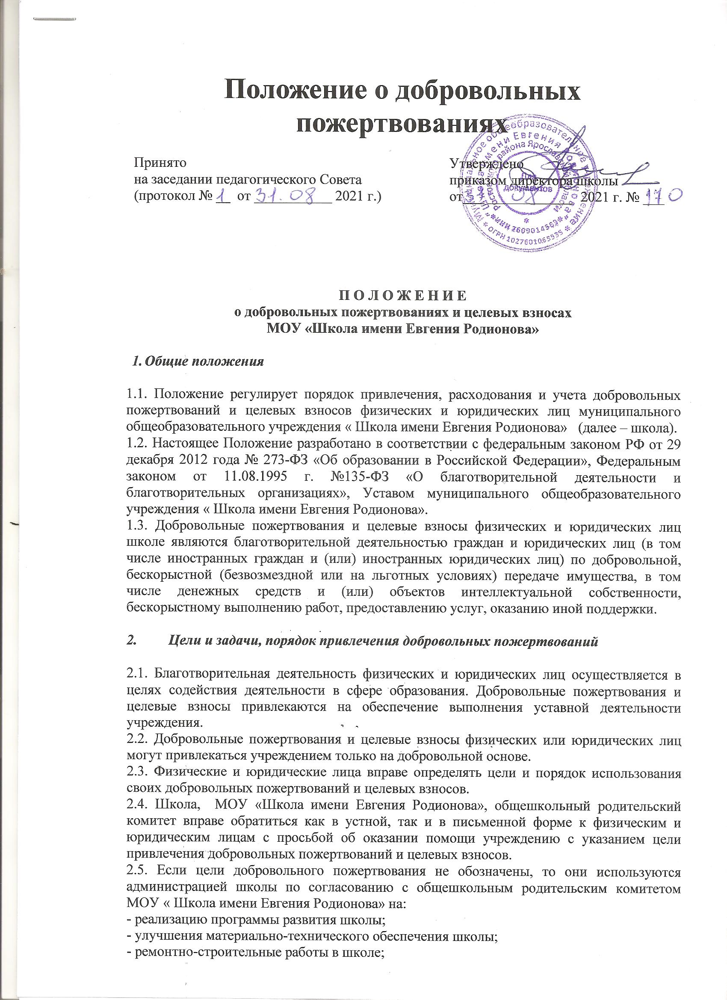 Положение о добровольных
пожертвованиях
Принято
на заседании педагогического Совета
(протокол № 1 от 31.08 2021 г.)
Утверждено
приказом директора школы
от 31 08 2021 г. № 170
Муниципальное общеобразовательное учреждение
"Школа имени Евгения Родионова"
Ростовского района Ярославской области
Для
документов
* ИНН 7609014563 *
* ОГРН 1027601065935 *
П О Л О Ж Е Н И Е
о добровольных пожертвованиях и целевых взносах
МОУ «Школа имени Евгения Родионова»
1. Общие положения
1.1. Положение регулирует порядок привлечения, расходования и учета добровольных
пожертвований и целевых взносов физических и юридических лиц муниципального
общеобразовательного учреждения « Школа имени Евгения Родионова» (далее – школа).
1.2. Настоящее Положение разработано в соответствии с федеральным законом РФ от 29
декабря 2012 года № 273-ФЗ «Об образовании в Российской Федерации», Федеральным
законом от 11.08.1995 г. №135-ФЗ «О благотворительной деятельности и
благотворительных организациях», Уставом муниципального общеобразовательного
учреждения « Школа имени Евгения Родионова».
1.3. Добровольные пожертвования и целевые взносы физических и юридических лиц
школе являются благотворительной деятельностью граждан и юридических лиц (в том
числе иностранных граждан и (или) иностранных юридических лиц) по добровольной,
бескорыстной (безвозмездной или на льготных условиях) передаче имущества, в том
числе денежных средств и (или) объектов интеллектуальной собственности,
бескорыстному выполнению работ, предоставлению услуг, оказанию иной поддержки.
2. Цели и задачи, порядок привлечения добровольных пожертвований
2.1. Благотворительная деятельность физических и юридических лиц осуществляется в
целях содействия деятельности в сфере образования. Добровольные пожертвования и
целевые взносы привлекаются на обеспечение выполнения уставной деятельности
учреждения.
2.2. Добровольные пожертвования и целевые взносы физических или юридических лиц
могут привлекаться учреждением только на добровольной основе.
2.3. Физические и юридические лица вправе определять цели и порядок использования
своих добровольных пожертвований и целевых взносов.
2.4. Школа, МОУ «Школа имени Евгения Родионова», общешкольный родительский
комитет вправе обратиться как в устной, так и в письменной форме к физическим и
юридическим лицам с просьбой об оказании помощи учреждению с указанием цели
привлечения добровольных пожертвований и целевых взносов.
2.5. Если цели добровольного пожертвования не обозначены, то они используются
администрацией школы по согласованию с общешкольным родительским комитетом
МОУ « Школа имени Евгения Родионова» на:
- реализацию программы развития школы;
- улучшения материально-технического обеспечения школы;
- ремонтно-строительные работы в школе;